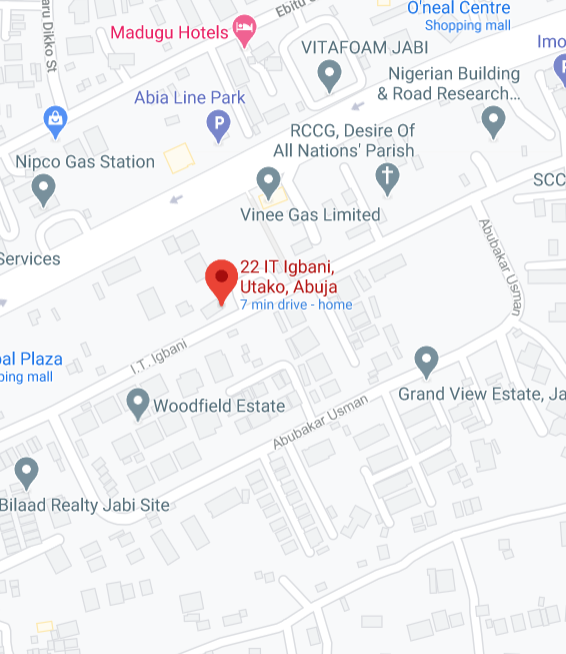 Ebitu
O'neal Centre
Shopping mall
aru Dikko St
Madugu Hotels
VITAFOAM JABI
Imo
Nigerian Building
& Road Research...
Abia Line Park
RCCG, Desire Of
All Nations' Parish
Nipco Gas Station
SCC
Vinee Gas Limited
Abubakar Usman
Services
22 IT Igbani,
Utako, Abuja
7 min drive - home
I.T. Igbani
al Plaza
ping mall
Grand View Estate, Ja
Woodfield Estate
Abubakar Usman
Bilaad Realty Jabi Site